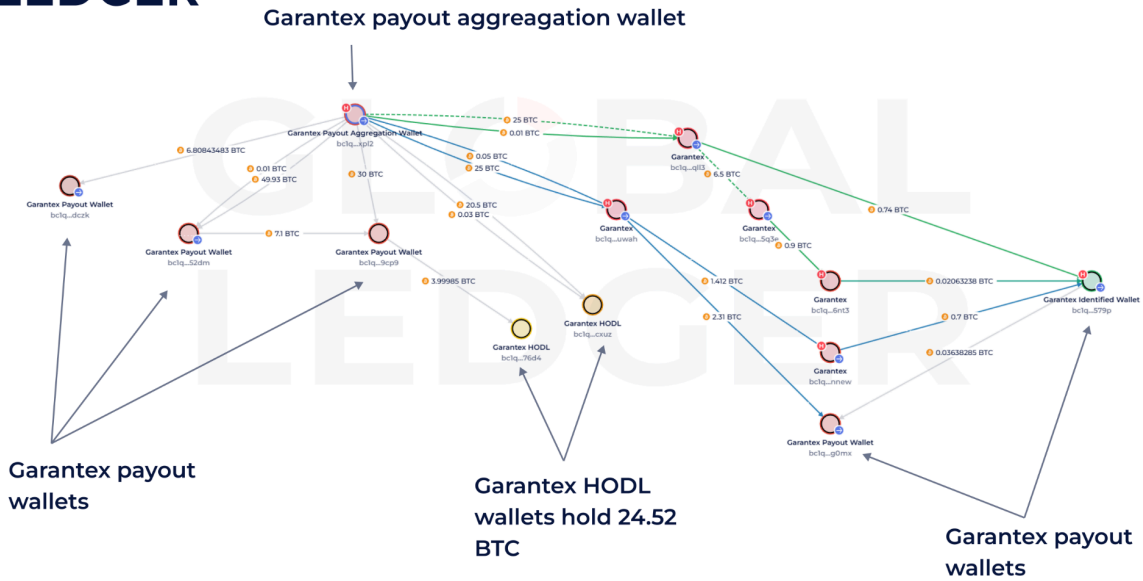 LEDGER
Garantex payout aggreagation wallet
Garantex Payout Aggregation Wallet
bc1q...xpl2
25 BTC
0.01 BTC
Garantex
bc1q...qll3
6.80843483 BTC
0.01 BTC
49.93 BTC
30 BTC
0.05 BTC
25 BTC
6.5 BTC
Garantex Payout Wallet
bc1q...dczk
20.5 BTC
0.03 BTC
Garantex
bc1q...uwah
Garantex
bc1q...5q3e
0.74 BTC
Garantex Payout Wallet
bc1q...52dm
7.1 BTC
Garantex Payout Wallet
bc1q...9cp9
0.9 BTC
3.99985 BTC
1.412 BTC
Garantex
bc1q...6nt3
0.02063238 BTC
Garantex Identified Wallet
bc1q...579p
Garantex HODL
bc1q...cxuz
2.31 BTC
0.7 BTC
Garantex HODL
bc1q...76d4
Garantex
bc1q...nnew
0.03638285 BTC
Garantex Payout Wallet
bc1q...g0mx
GLOBAL
LEDGER
Garantex payout
wallets
Garantex HODL
wallets hold 24.52
BTC
Garantex payout
wallets